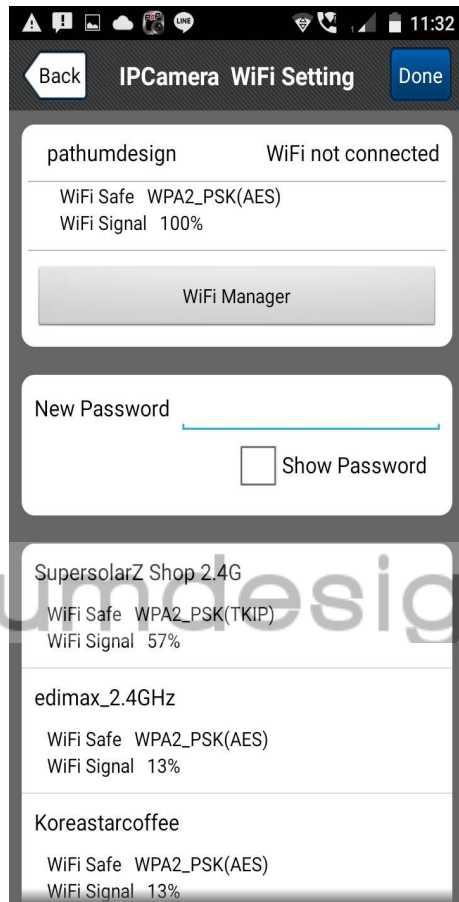 LINE 11:32
Back IPCamera WiFi Setting Done
pathumdesign WiFi not connected
WiFi Safe WPA2_PSK(AES)
WiFi Signal 100%
WiFi Manager
New Password
Show Password
SupersolarZ Shop 2.4G
umdesig
WiFi Safe WPA2_PSK(TKIP)
WiFi Signal 57%
edimax_2.4GHz
WiFi Safe WPA2_PSK(AES)
WiFi Signal 13%
Koreastarcoffee
WiFi Safe WPA2_PSK(AES)
WiFi Signal 13%